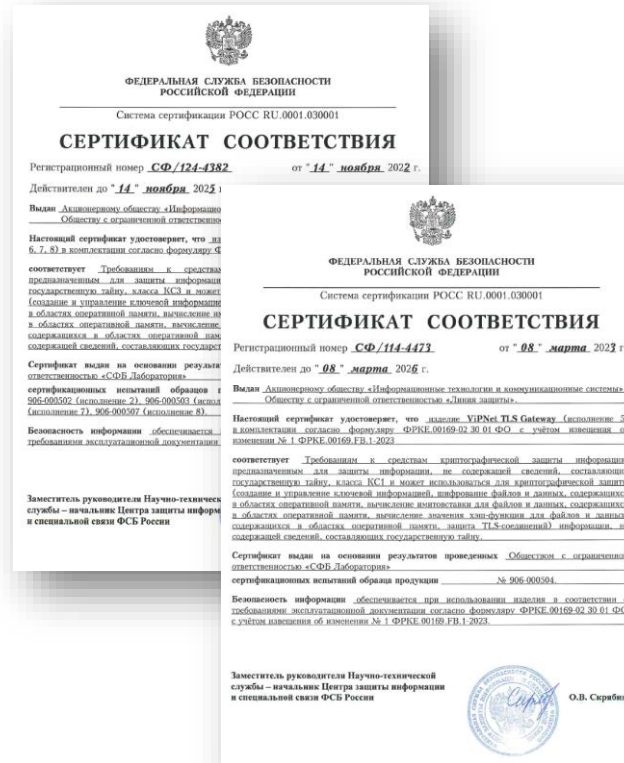 ФЕДЕРАЛЬНАЯ СЛУЖБА БЕЗОПАСНОСТИ
РОССИЙСКОЙ ФЕДЕРАЦИИ
Система сертификации РОСС RU.0001.030001
СЕРТИФИКАТ СООТВЕТСТВИЯ
Регистрационный номер СФ/124-4382 от "14" ноября 2022 г.
Действителен до "14" ноября 2025
Выдан Акционерному обществу «Информацио
Обществу с ограниченной ответственно
Настоящий сертификат удостоверяет, что
6, 7, 8) в комплектации согласно формуляру
соответствует Требованиям к средствам
предназначенным для защиты информаци
государственную тайну, класса КС3 и может
(создание и управление ключевой информацие
в областях оперативной памяти, вычисление
в областях оперативной памяти, вычисление
содержащихся в областях оперативной
содержащей сведений, составляющих государст
Сертификат выдан на основании результа
ответственностью «СФБ Лаборатория»
сертификационных испытаний образцов
906-000502 (исполнение 2), 906-000503
(исполнение 7), 906-000507 (исполнение 8).
Безопасность информации обеспечивается
требованиями эксплуатационной документации
Заместитель руководителя Научно-техническ
службы – начальник Центра защиты информ
и специальной связи ФСБ России
ФЕДЕРАЛЬНАЯ СЛУЖБА БЕЗОПАСНОСТИ
РОССИЙСКОЙ ФЕДЕРАЦИИ
Система сертификации РОСС RU.0001.030001
СЕРТИФИКАТ СООТВЕТСТВИЯ
Регистрационный номер СФ/114-4473 от "08" марта 2023 г
Действителен до "08" марта 2026 г.
Выдан Акционерному обществу «Информационные технологии и коммуникационные системы»
Обществу с ограниченной ответственностью «Линия защиты».
Настоящий сертификат удостоверяет, что изделие ViPNet TLS Gateway (исполнение 5
в комплектации согласно формуляру ФРКЕ.00169-02 30 01 ФО с учётом извещения о
изменении № 1 ФРКЕ.00169.FB.1-2023
соответствует Требованиям к средствам криптографической защиты информации
предназначенным для защиты информации, не содержащей сведений, составляющи
государственную тайну, класса КС1 и может использоваться для криптографической защиты
(создание и управление ключевой информацией, шифрование файлов и данных, содержащихс
в областях оперативной памяти, вычисление имитовставки для файлов и данных, содержащихс
в областях оперативной памяти, вычисление значения хэш-функции для файлов и данных
содержащихся в областях оперативной памяти, защита TLS-соединений) информации, н
содержащей сведений, составляющих государственную тайну.
Сертификат выдан на основании результатов проведенных Обществом с ограниченно
ответственностью «СФБ Лаборатория»
сертификационных испытаний образца продукции № 906-000504.
Безопасность информации обеспечивается при использовании изделия в соответствии
требованиями эксплуатационной документации согласно формуляру ФРКЕ.00169-02 30 01 ФО
с учётом извещения об изменении № 1 ФРКЕ.00169.FB.1-2023.
Заместитель руководителя Научно-технической
службы – начальник Центра защиты информации
и специальной связи ФСБ России
О.В. Скрябин